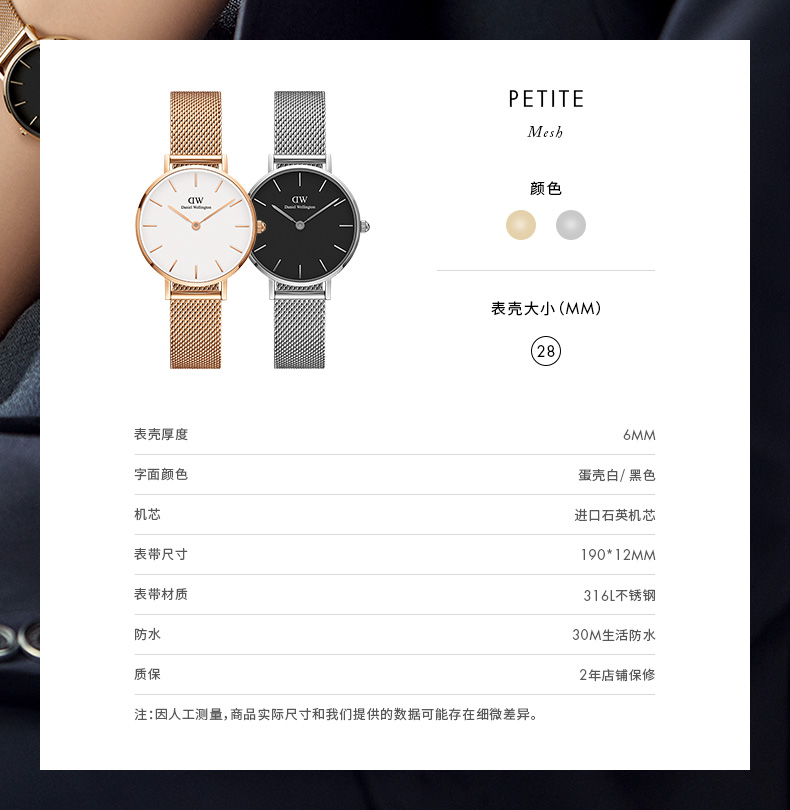 PETITE
Mesh
颜色
表壳大小(MM)
28
DW
Daniel Wellington
DW
Daniel Wellington
表壳厚度 6MM
字面颜色 蛋壳白/ 黑色
机芯 进口石英机芯
表带尺寸 190*12MM
表带材质 316L不锈钢
防水 30M生活防水
质保 2年店铺保修
注:因人工测量,商品实际尺寸和我们提供的数据可能存在细微差异。